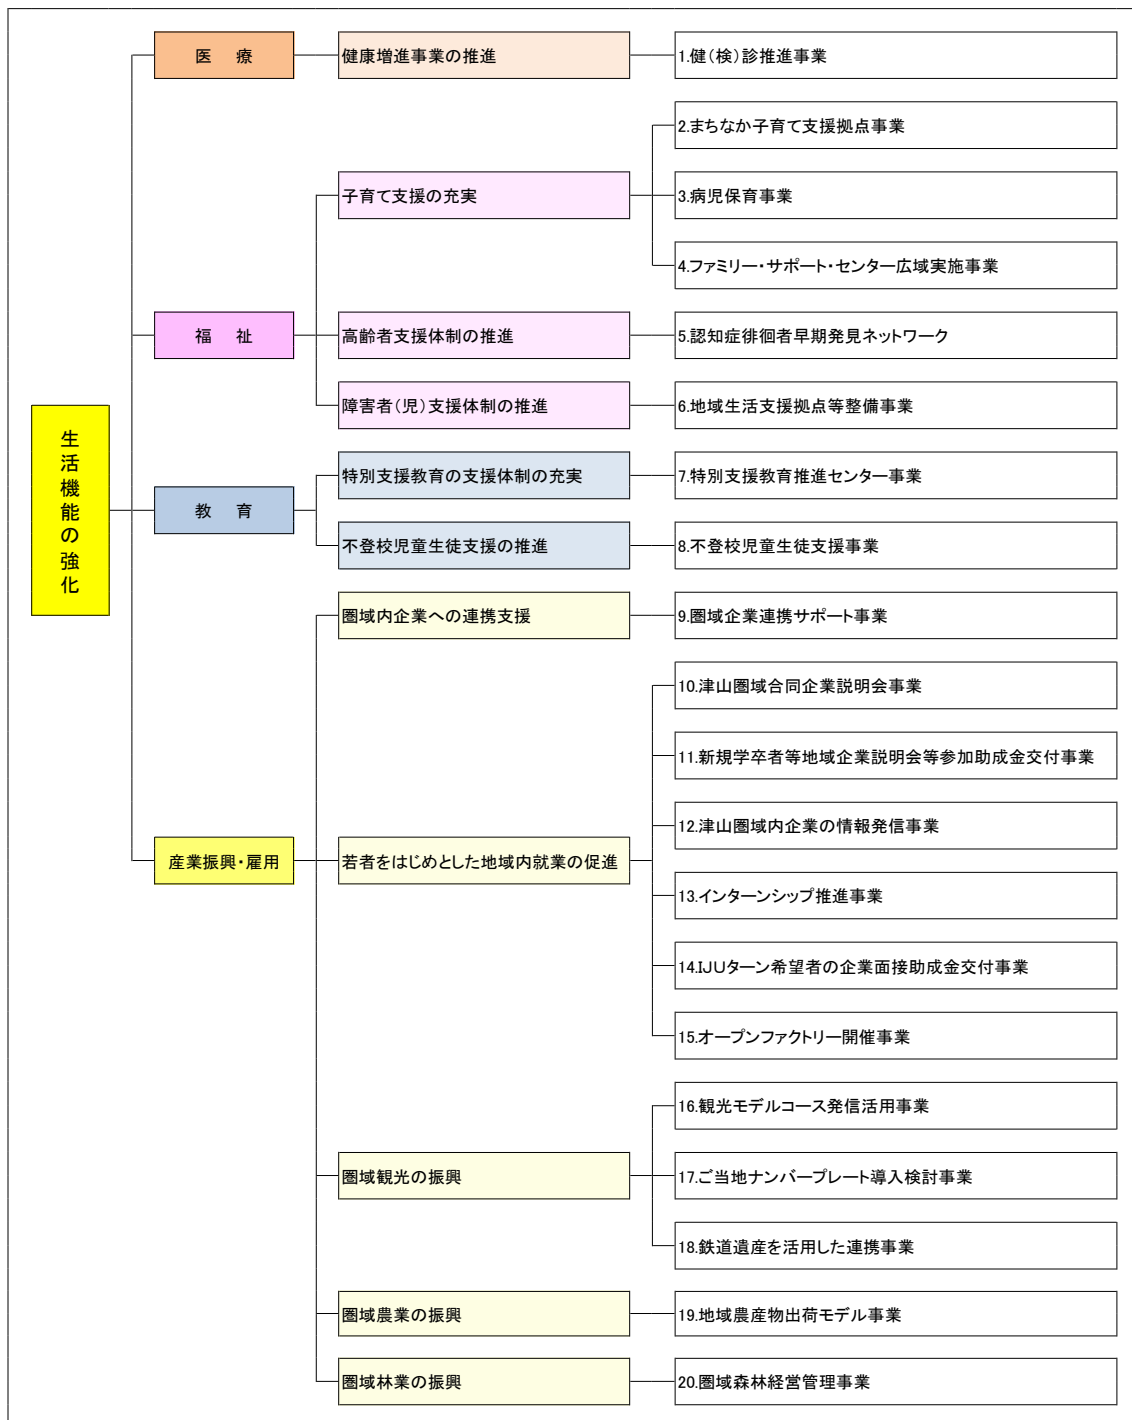 生活機能の強化
医　療
健康増進事業の推進
1.健(検)診推進事業
福　祉
子育て支援の充実
2.まちなか子育て支援拠点事業
3.病児保育事業
4.ファミリー・サポート・センター広域実施事業
高齢者支援体制の推進
5.認知症徘徊者早期発見ネットワーク
障害者(児)支援体制の推進
6.地域生活支援拠点等整備事業
教　育
特別支援教育の支援体制の充実
7.特別支援教育推進センター事業
不登校児童生徒支援の推進
8.不登校児童生徒支援事業
産業振興・雇用
圏域内企業への連携支援
9.圏域企業連携サポート事業
若者をはじめとした地域内就業の促進
10.津山圏域合同企業説明会事業
11.新規学卒者等地域企業説明会等参加助成金交付事業
12.津山圏域内企業の情報発信事業
13.インターンシップ推進事業
14.IJUターン希望者の企業面接助成金交付事業
15.オープンファクトリー開催事業
圏域観光の振興
16.観光モデルコース発信活用事業
17.ご当地ナンバープレート導入検討事業
18.鉄道遺産を活用した連携事業
圏域農業の振興
19.地域農産物出荷モデル事業
圏域林業の振興
20.圏域森林経営管理事業